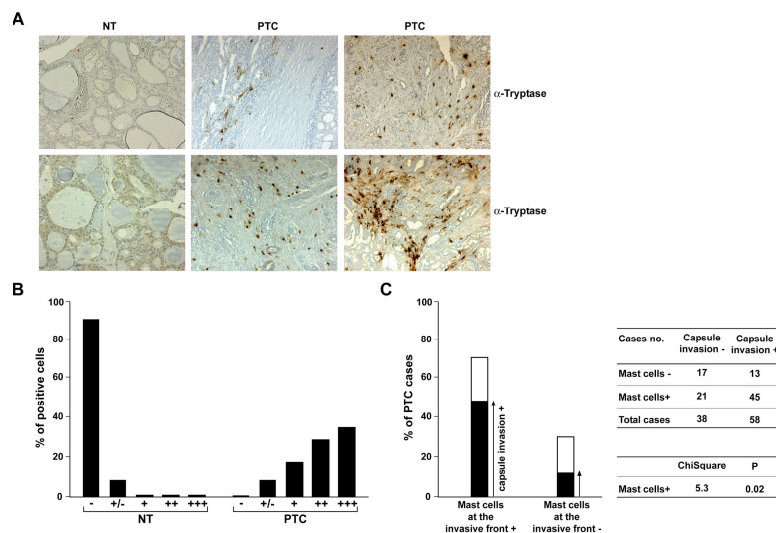 A
NT
PTC
PTC
α-Tryptase
α-Tryptase
B
100
80
60
40
20
0
% of positive cells
- +/- + ++ +++
NT
- +/- + ++ +++
PTC
C
100
80
60
40
20
0
% of PTC cases
capsule invasion +
Mast cells
at the
invasive front +
Mast cells
at the
invasive front -
Cases no. Capsule invasion - Capsule invasion +
Mast cells - 17 13
Mast cells+ 21 45
Total cases 38 58
ChiSquare P
Mast cells+ 5.3 0.02